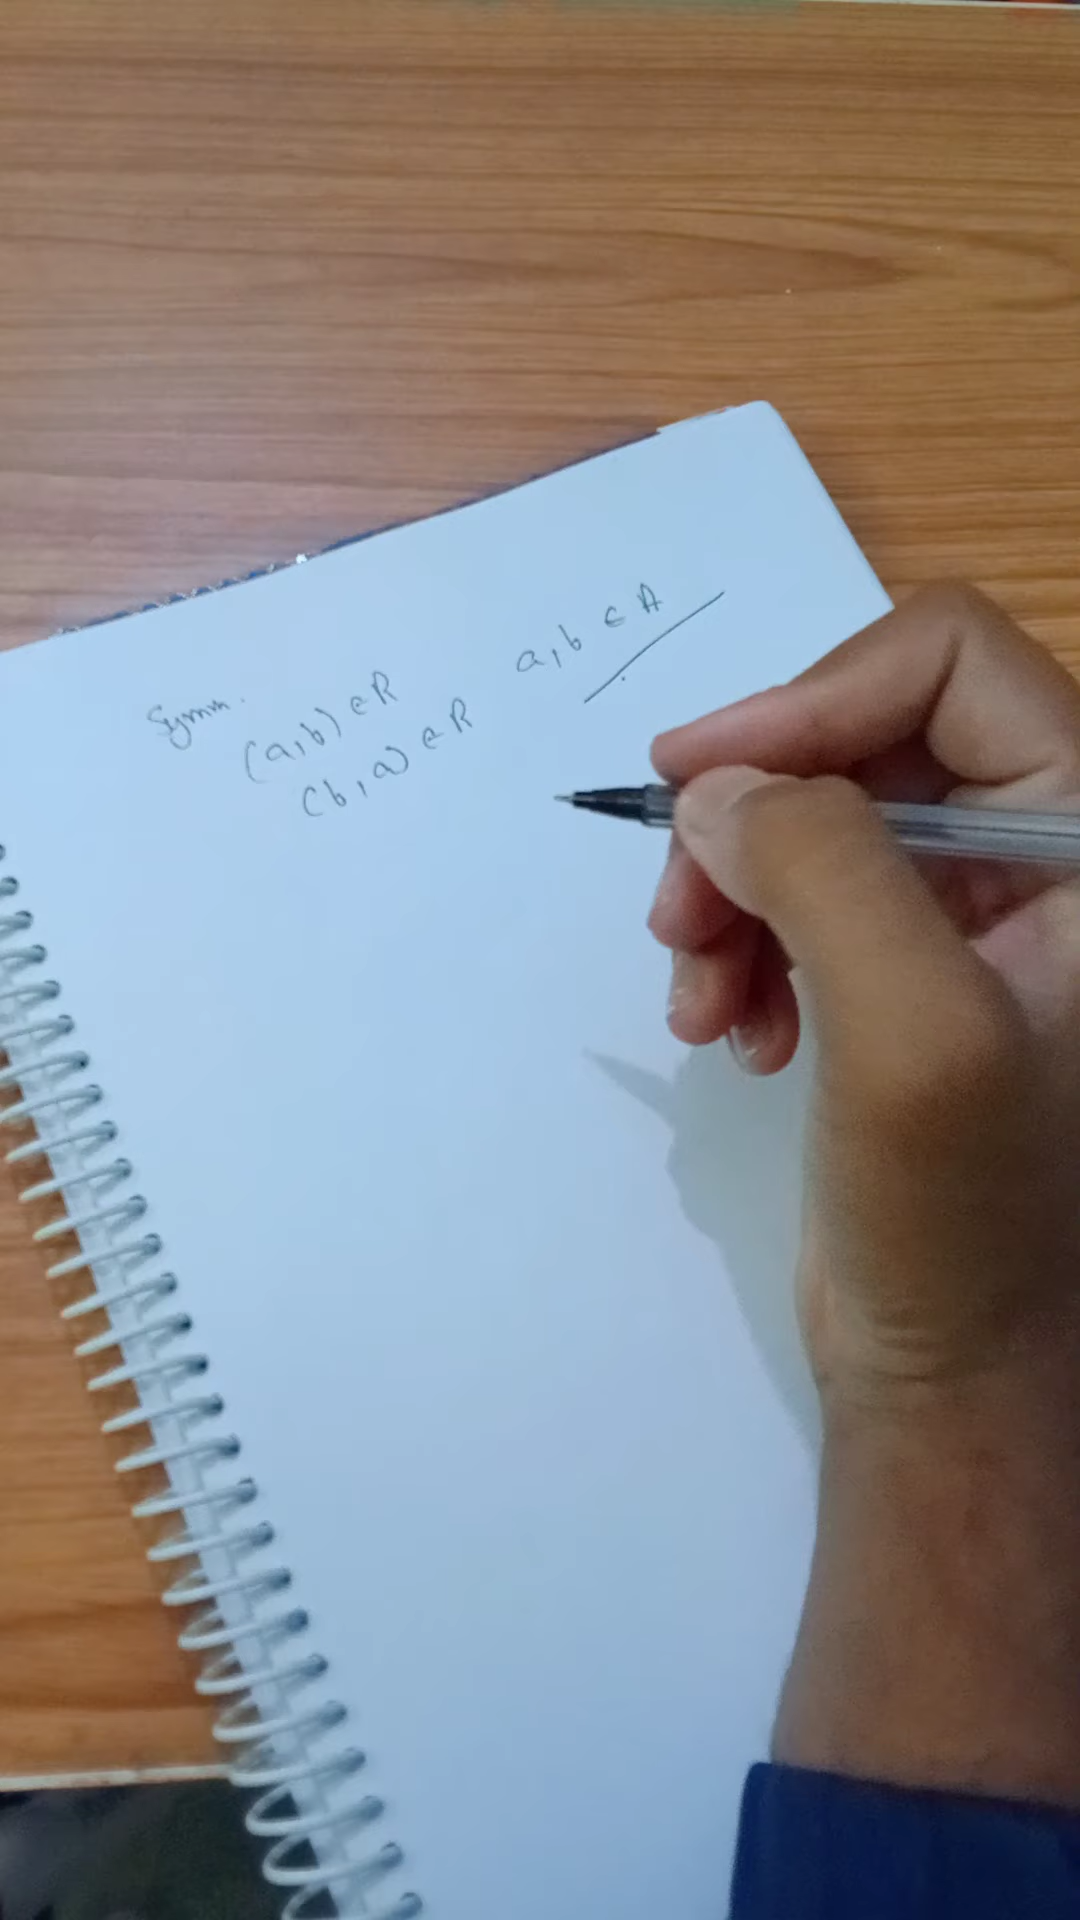 Symm.
(a,b) ∈ R a,b ∈ A
(b,a) ∈ R